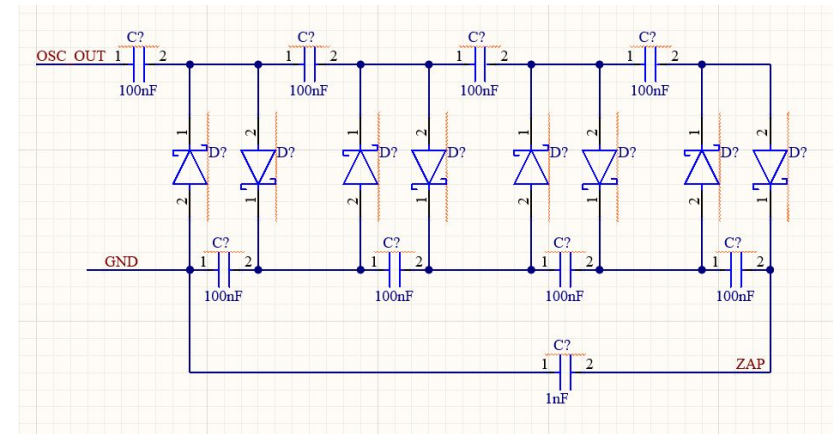 C? C? C? C?
OSC_OUT 1 2 1 2 1 2 1 2
100nF 100nF 100nF 100nF
1 2 1 2 1 2 1 2
D? D? D? D? D? D? D? D?
2 1 2 1 2 1 2 1
C? C? C? C?
GND 1 2 1 2 1 2 1 2
100nF 100nF 100nF 100nF
C?
1 2 ZAP
1nF